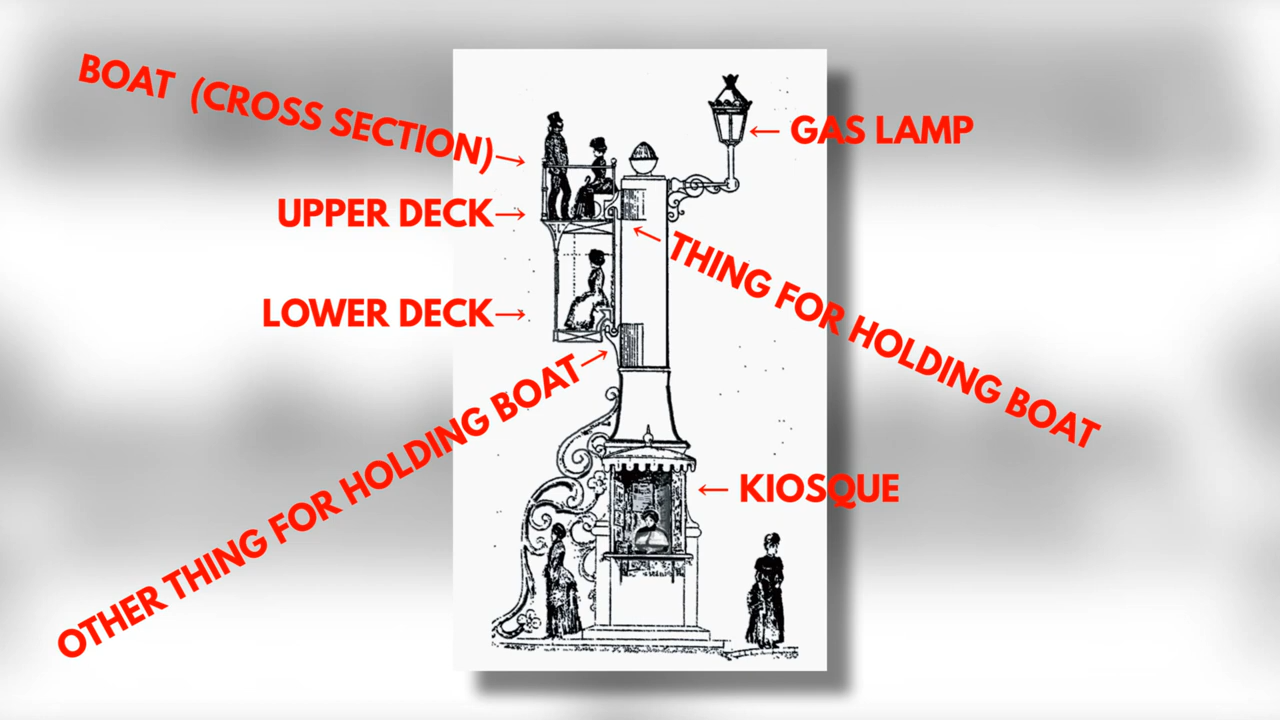 BOAT (CROSS SECTION)→
← GAS LAMP
UPPER DECK→
← THING FOR HOLDING BOAT
LOWER DECK→
OTHER THING FOR HOLDING BOAT→
← KIOSQUE